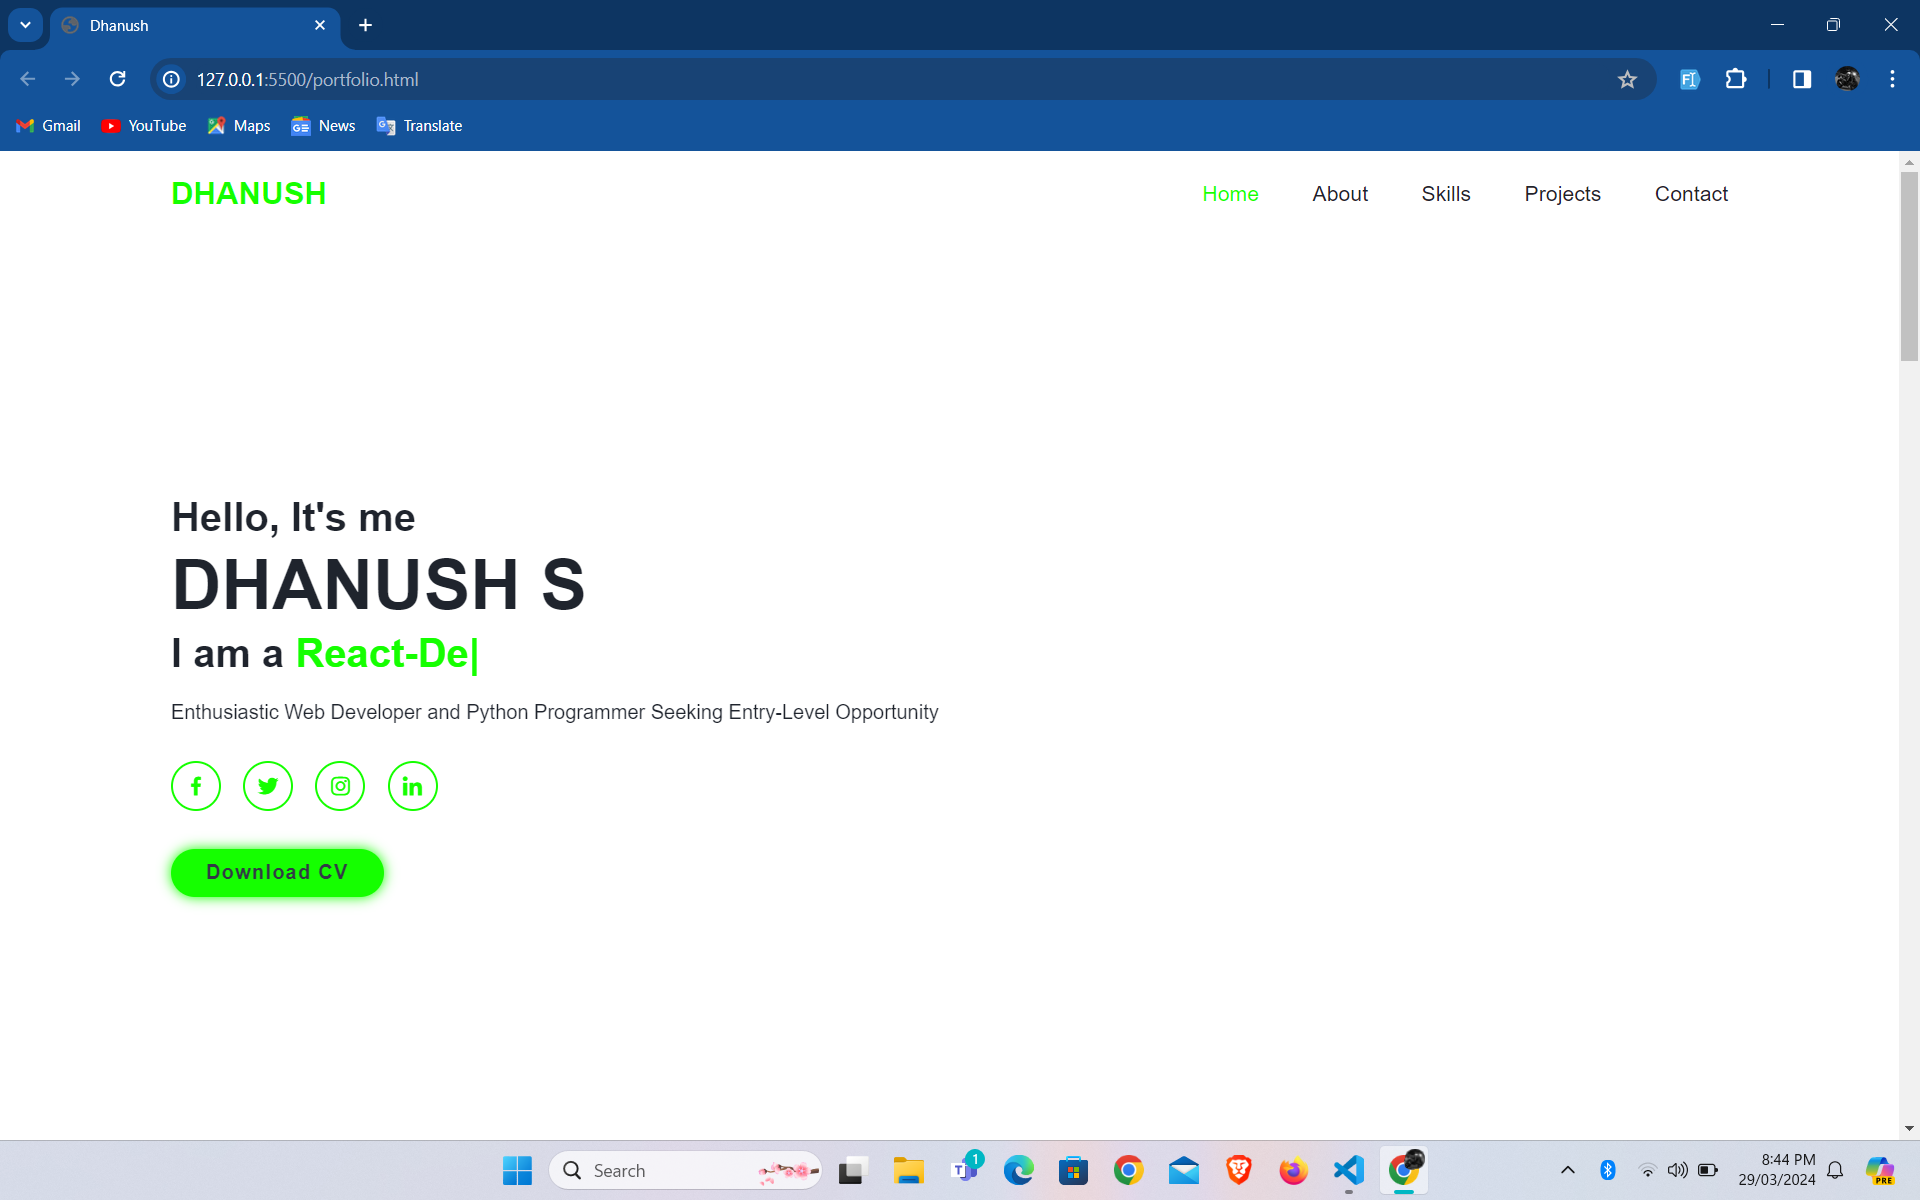 Dhanush
127.0.0.1:5500/portfolio.html
Gmail YouTube Maps News Translate
DHANUSH
Home About Skills Projects Contact
Hello, It's me
DHANUSH S
I am a React-De|
Enthusiastic Web Developer and Python Programmer Seeking Entry-Level Opportunity
Download CV
Search
1
8:44 PM
29/03/2024
PRE